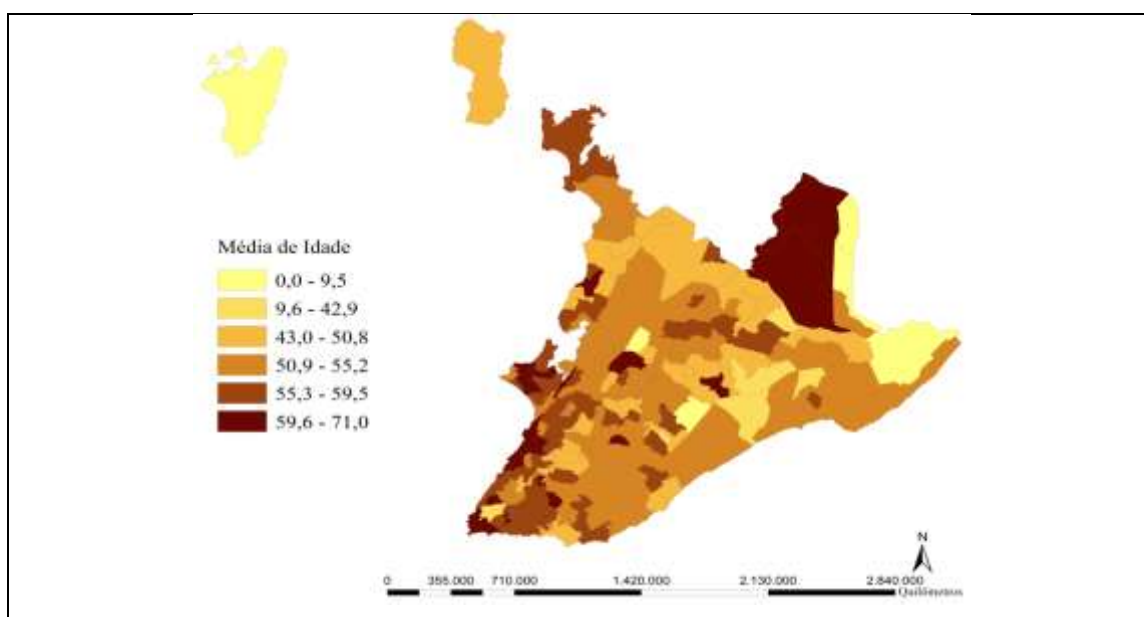 Média de Idade
0,0 - 9,5
9,6 - 42,9
43,0 - 50,8
50,9 - 55,2
55,3 - 59,5
59,6 - 71,0
N
0 355.000 710.000 1.420.000 2.130.000 2.840.000
Quilômetros